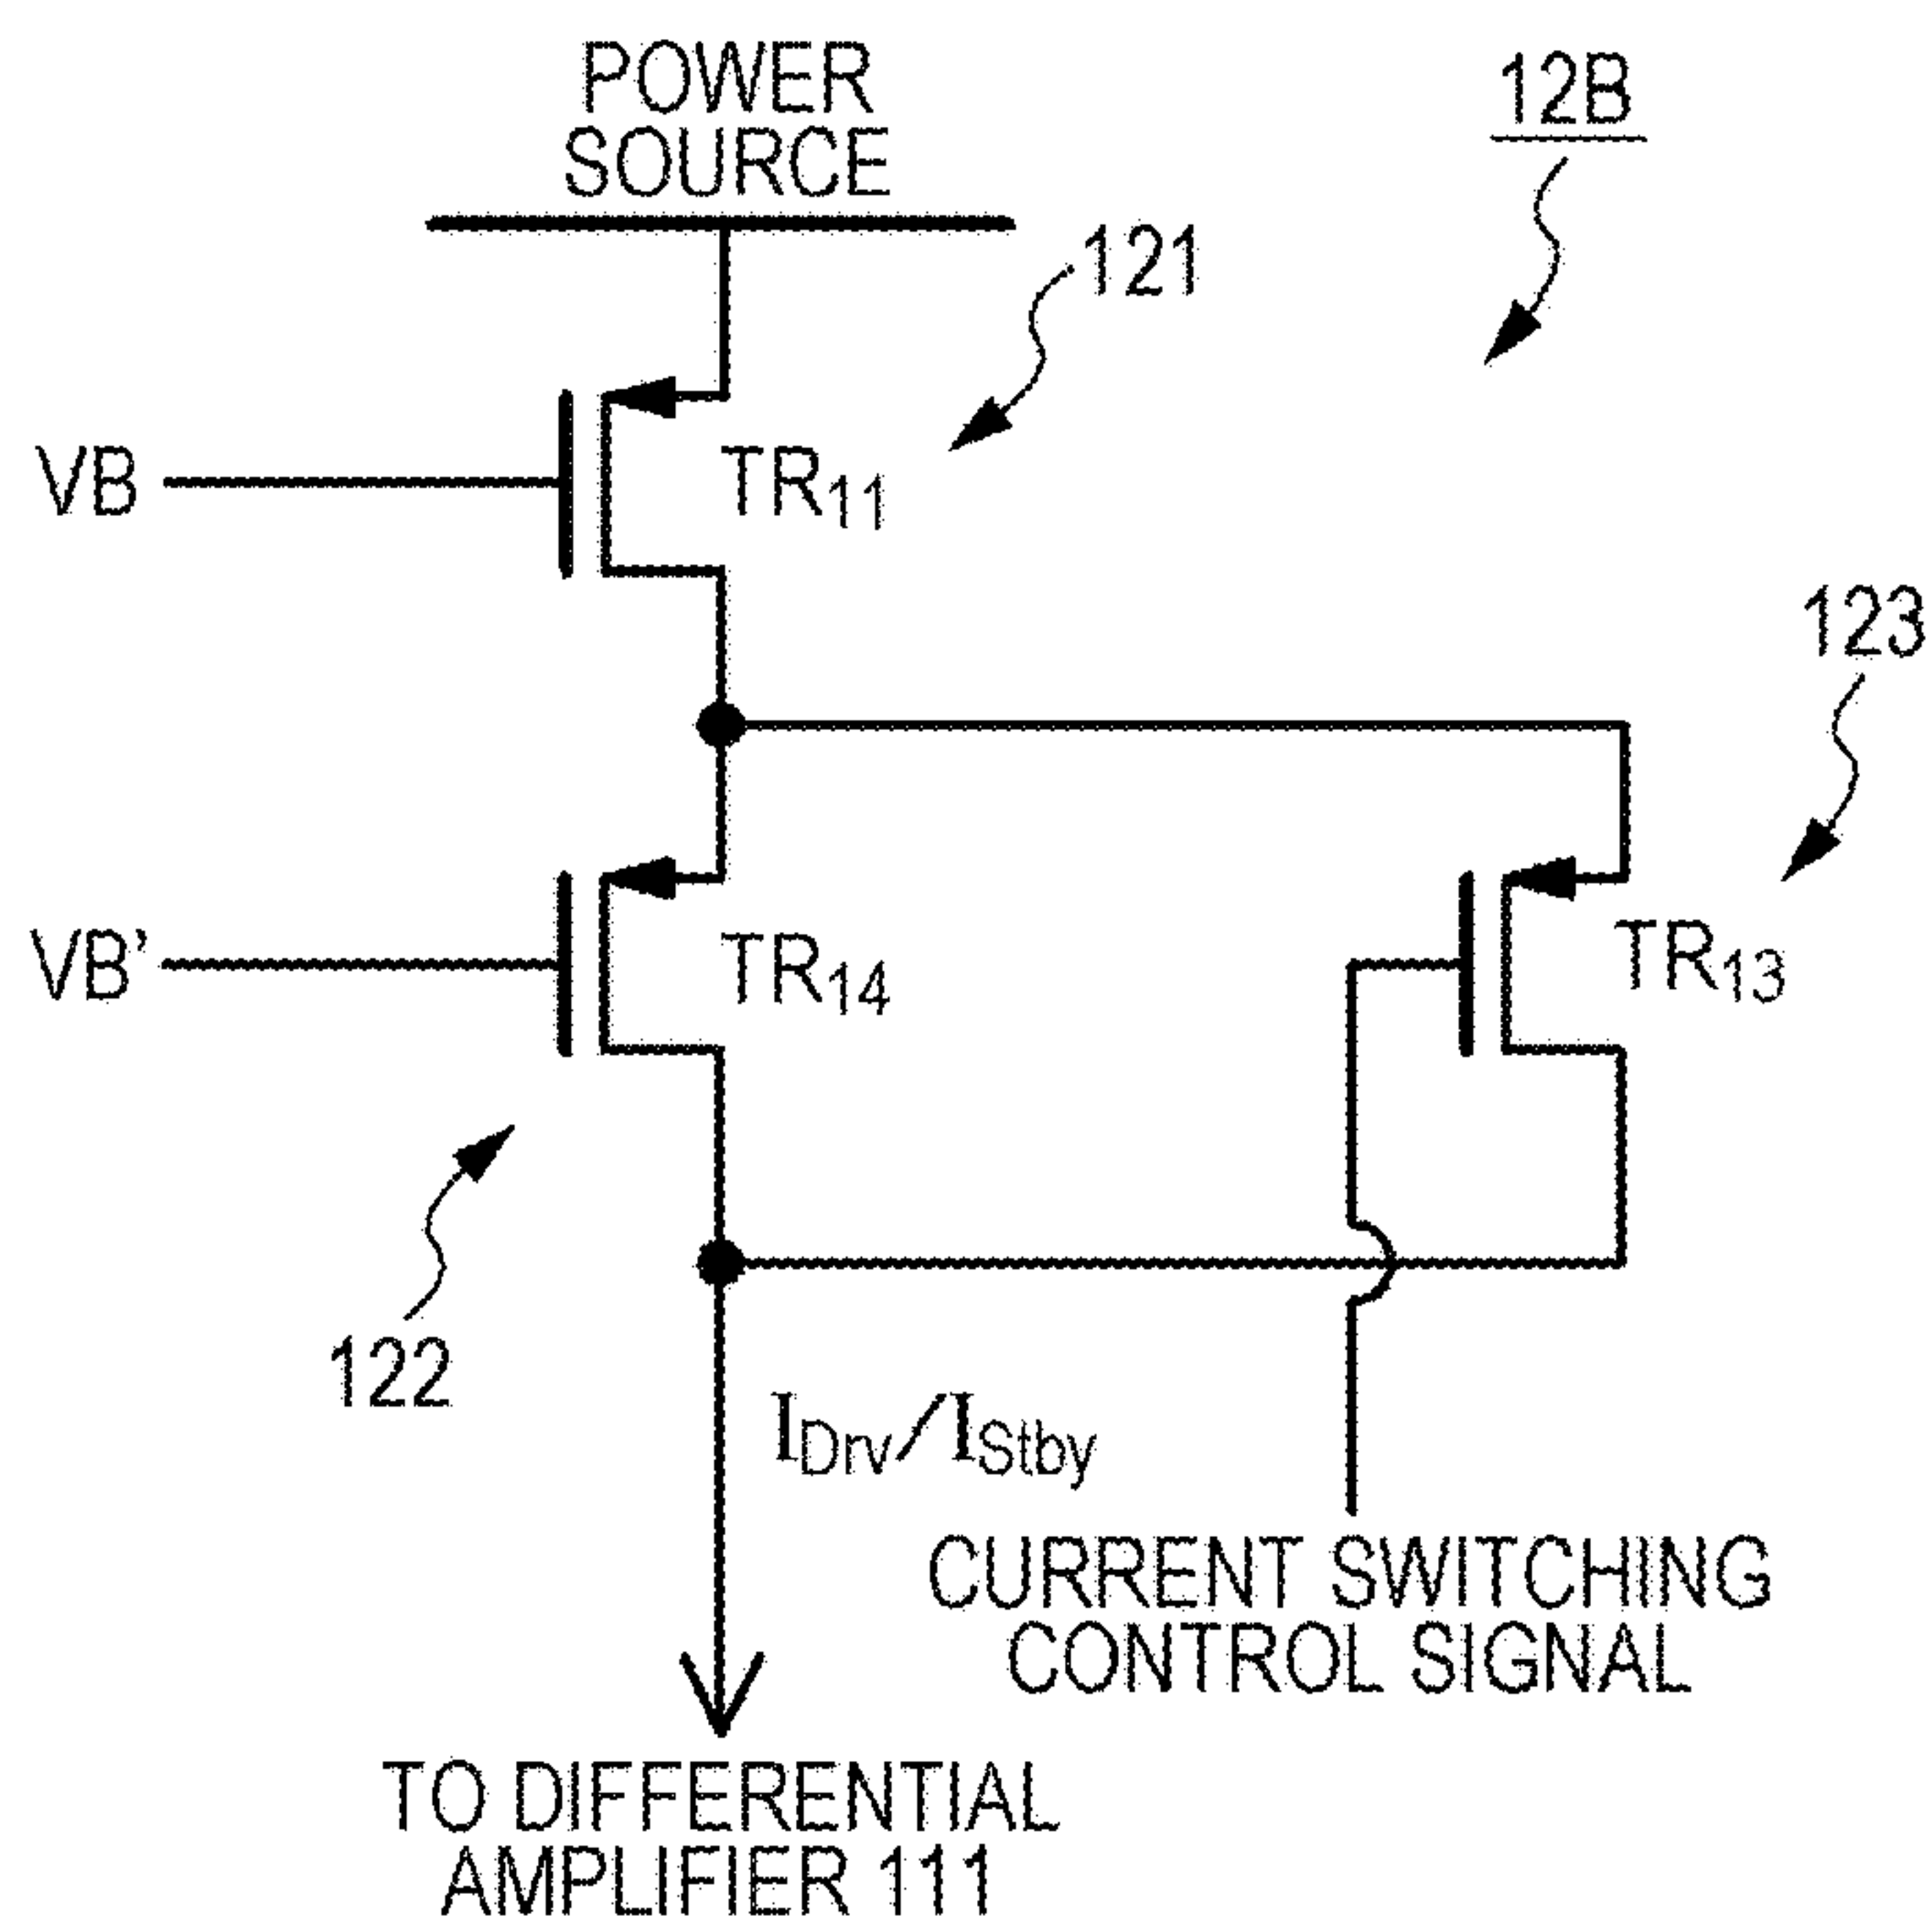 POWER
SOURCE
12B
121
VB
TR11
123
VB'
TR14
TR13
122
IDrv/IStby
CURRENT SWITCHING
CONTROL SIGNAL
TO DIFFERENTIAL
AMPLIFIER 111